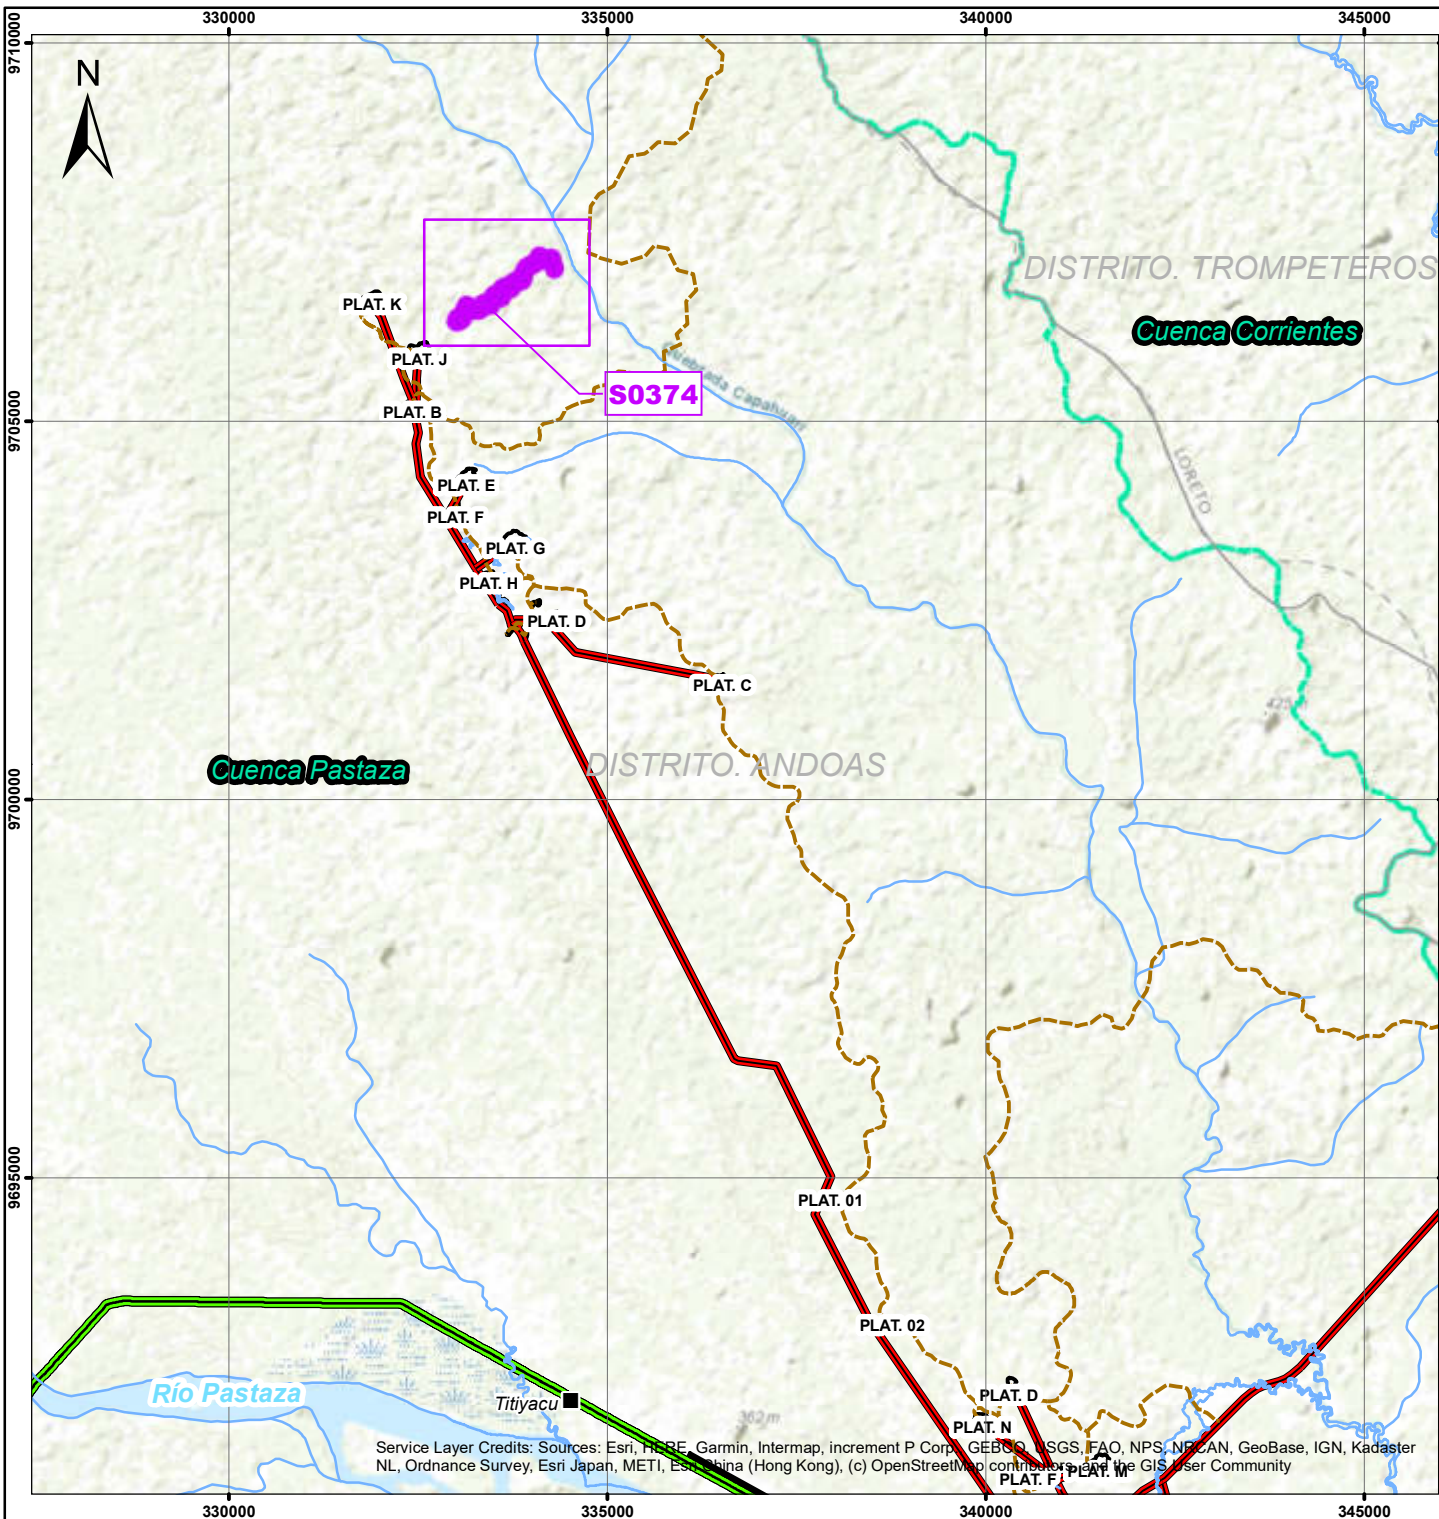 330000
335000
340000
345000
9710000
N
DISTRITO. TROMPETEROS
PLAT. K
Cuenca Corrientes
PLAT. J
Quebrada Capahuari
S0374
PLAT. B
9705000
LORETO
PLAT. E
PLAT. F
PLAT. G
PLAT. H
PLAT. D
PLAT. C
425 m
DISTRITO. ANDOAS
Cuenca Pastaza
9700000
9695000
PLAT. 01
PLAT. 02
Río Pastaza
Titiyacu
PLAT. D
362 m
PLAT. N
Service Layer Credits: Sources: Esri, HERE, Garmin, Intermap, increment P Corp., GEBCO, USGS, FAO, NPS, NRCAN, GeoBase, IGN, Kadaster
NL, Ordnance Survey, Esri Japan, METI, Esri China (Hong Kong), (c) OpenStreetMap contributors, and the GIS User Community
PLAT. F
PLAT. M
330000
335000
340000
345000